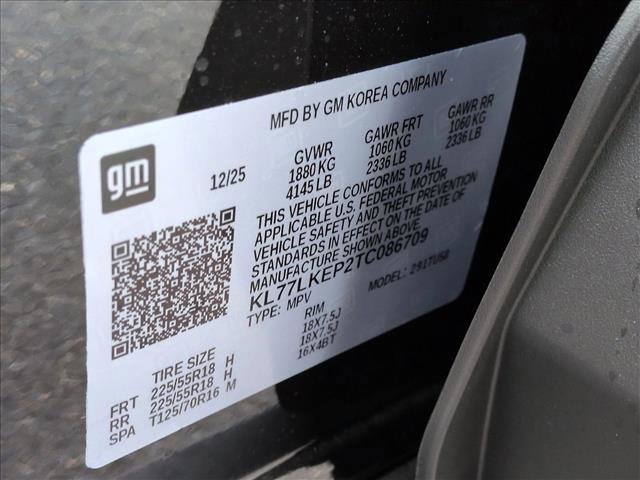 MFD BY GM KOREA COMPANY
gm
12/25
GVWR GAWR FRT GAWR RR
1880 KG 1060 KG 1060 KG
4145 LB 2336 LB 2336 LB
THIS VEHICLE CONFORMS TO ALL
APPLICABLE U.S. FEDERAL MOTOR
VEHICLE SAFETY AND THEFT PREVENTION
STANDARDS IN EFFECT ON THE DATE OF
MANUFACTURE SHOWN ABOVE.
KL77LKEP2TC086709
TYPE: MPV MODEL: 291TU58
TIRE SIZE RIM
FRT 225/55R18 H 18X7.5J
RR 225/55R18 H 18X7.5J
SPA T125/70R16 M 16X4BT